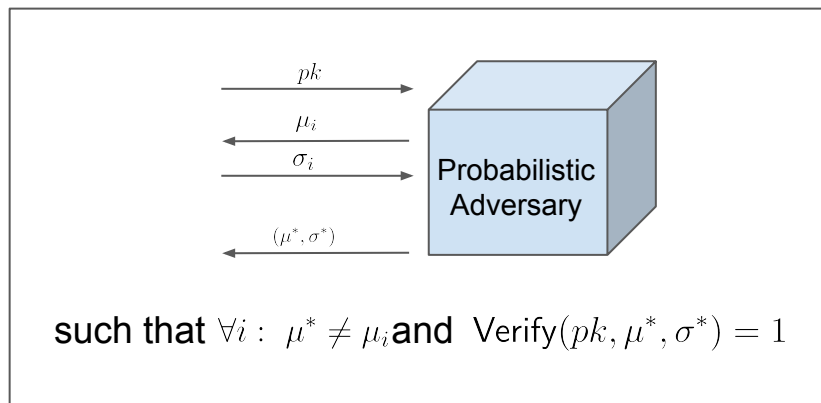 pk
μ_i
σ_i
(μ*, σ*)
Probabilistic
Adversary
such that ∀i : μ* ≠ μ_i and Verify(pk, μ*, σ*) = 1